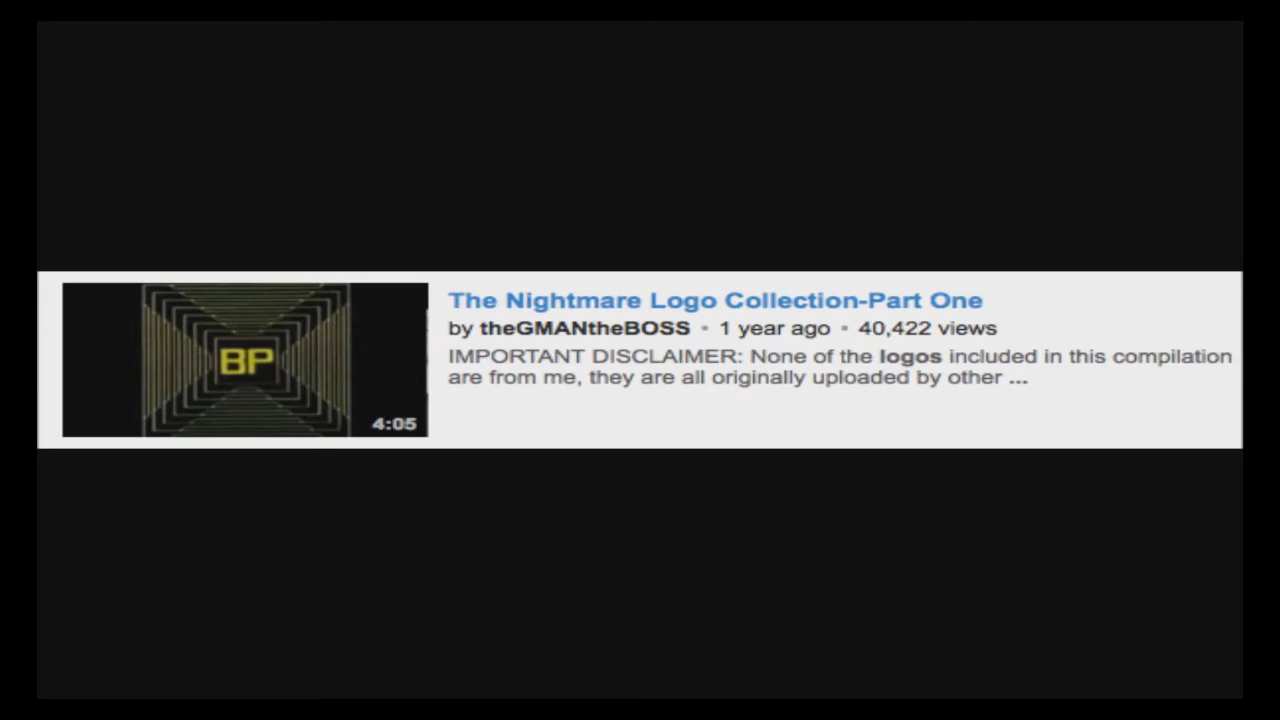 BP
4:05
The Nightmare Logo Collection-Part One
by theGMANtheBOSS • 1 year ago • 40,422 views
IMPORTANT DISCLAIMER: None of the logos included in this compilation
are from me, they are all originally uploaded by other ...